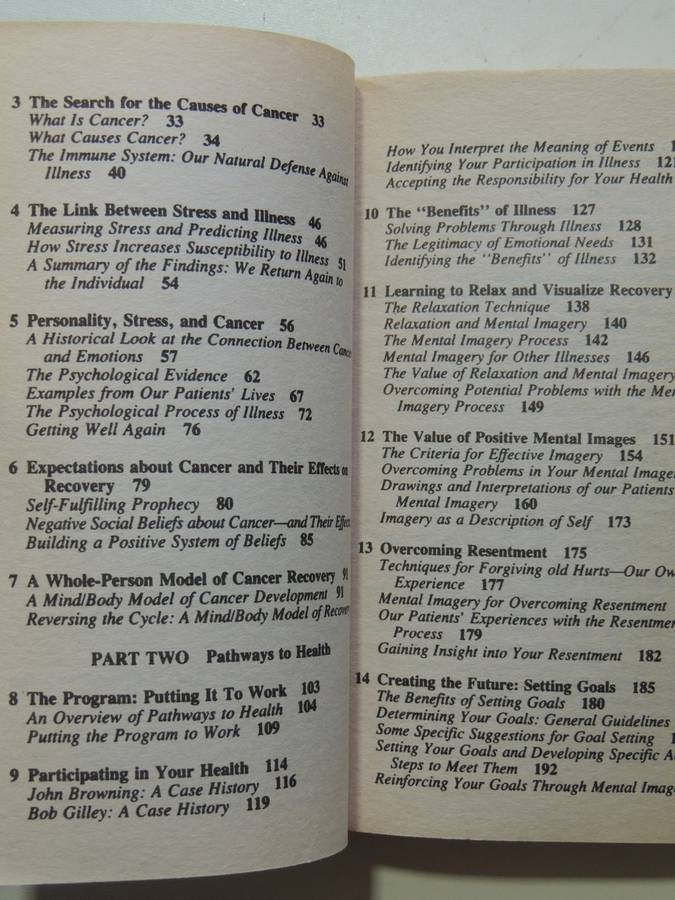 3 The Search for the Causes of Cancer 33
What Is Cancer? 33
What Causes Cancer? 34
The Immune System: Our Natural Defense Against
Illness 40
4 The Link Between Stress and Illness 46
Measuring Stress and Predicting Illness 46
How Stress Increases Susceptibility to Illness 51
A Summary of the Findings: We Return Again to
the Individual 54
5 Personality, Stress, and Cancer 56
A Historical Look at the Connection Between Cancer
and Emotions 57
The Psychological Evidence 62
Examples from Our Patients' Lives 67
The Psychological Process of Illness 72
Getting Well Again 76
6 Expectations about Cancer and Their Effects on
Recovery 79
Self-Fulfilling Prophecy 80
Negative Social Beliefs about Cancer—and Their
Building a Positive System of Beliefs 85
7 A Whole-Person Model of Cancer Recovery 91
A Mind/Body Model of Cancer Development 91
Reversing the Cycle: A Mind/Body Model of Recovery
PART TWO Pathways to Health
8 The Program: Putting It To Work 103
An Overview of Pathways to Health 104
Putting the Program to Work 109
9 Participating in Your Health 114
John Browning: A Case History 116
Bob Gilley: A Case History 119
How You Interpret the Meaning of Events
Identifying Your Participation in Illness 121
Accepting the Responsibility for Your Health
10 The "Benefits" of Illness 127
Solving Problems Through Illness 128
The Legitimacy of Emotional Needs 131
Identifying the "Benefits" of Illness 132
11 Learning to Relax and Visualize Recovery
The Relaxation Technique 138
Relaxation and Mental Imagery 140
The Mental Imagery Process 142
Mental Imagery for Other Illnesses 146
The Value of Relaxation and Mental Imagery
Overcoming Potential Problems with the
Imagery Process 149
12 The Value of Positive Mental Images 151
The Criteria for Effective Imagery 154
Overcoming Problems in Your Mental
Drawings and Interpretations of our Patients
Mental Imagery 160
Imagery as a Description of Self 173
13 Overcoming Resentment 175
Techniques for Forgiving old Hurts—Our
Experience 177
Mental Imagery for Overcoming Resentment
Our Patients' Experiences with the
Process 179
Gaining Insight into Your Resentment 182
14 Creating the Future: Setting Goals 185
The Benefits of Setting Goals 180
Determining Your Goals: General Guidelines
Some Specific Suggestions for Goal Setting
Setting Your Goals and Developing Specific
Steps to Meet Them 192
Reinforcing Your Goals Through Mental